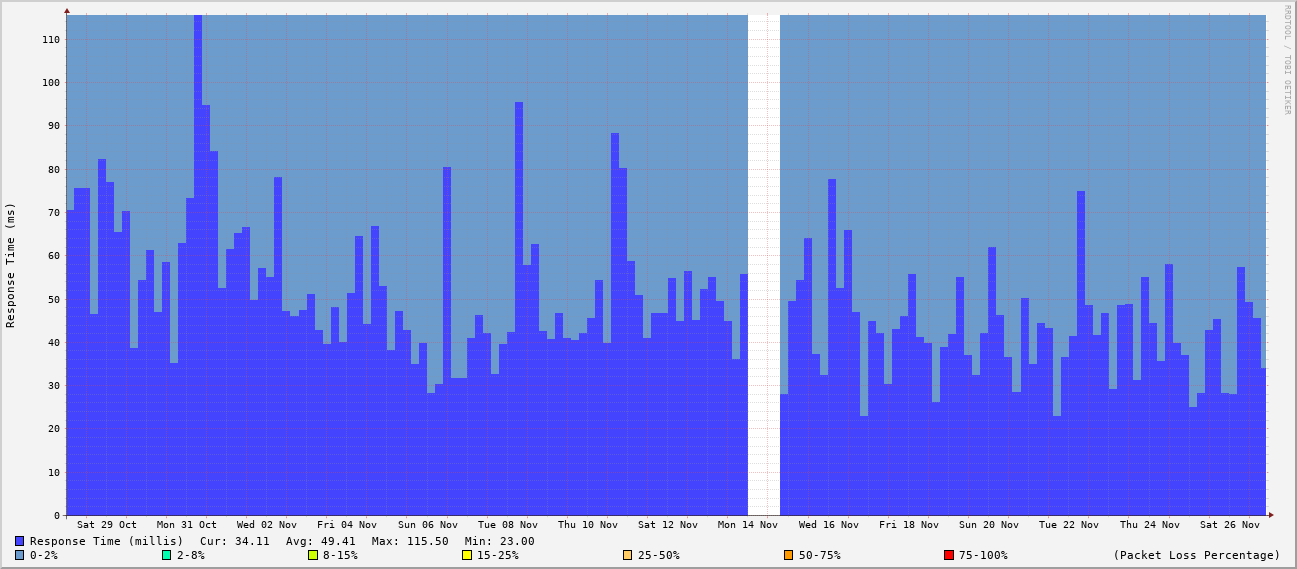 RRDTOOL / TOBI OETIKER
Response Time (ms)
110
100
90
80
70
60
50
40
30
20
10
0
Sat 29 Oct Mon 31 Oct Wed 02 Nov Fri 04 Nov Sun 06 Nov Tue 08 Nov Thu 10 Nov Sat 12 Nov Mon 14 Nov Wed 16 Nov Fri 18 Nov Sun 20 Nov Tue 22 Nov Thu 24 Nov Sat 26 Nov
Response Time (millis) Cur: 34.11 Avg: 49.41 Max: 115.50 Min: 23.00
0-2% 2-8% 8-15% 15-25% 25-50% 50-75% 75-100% (Packet Loss Percentage)